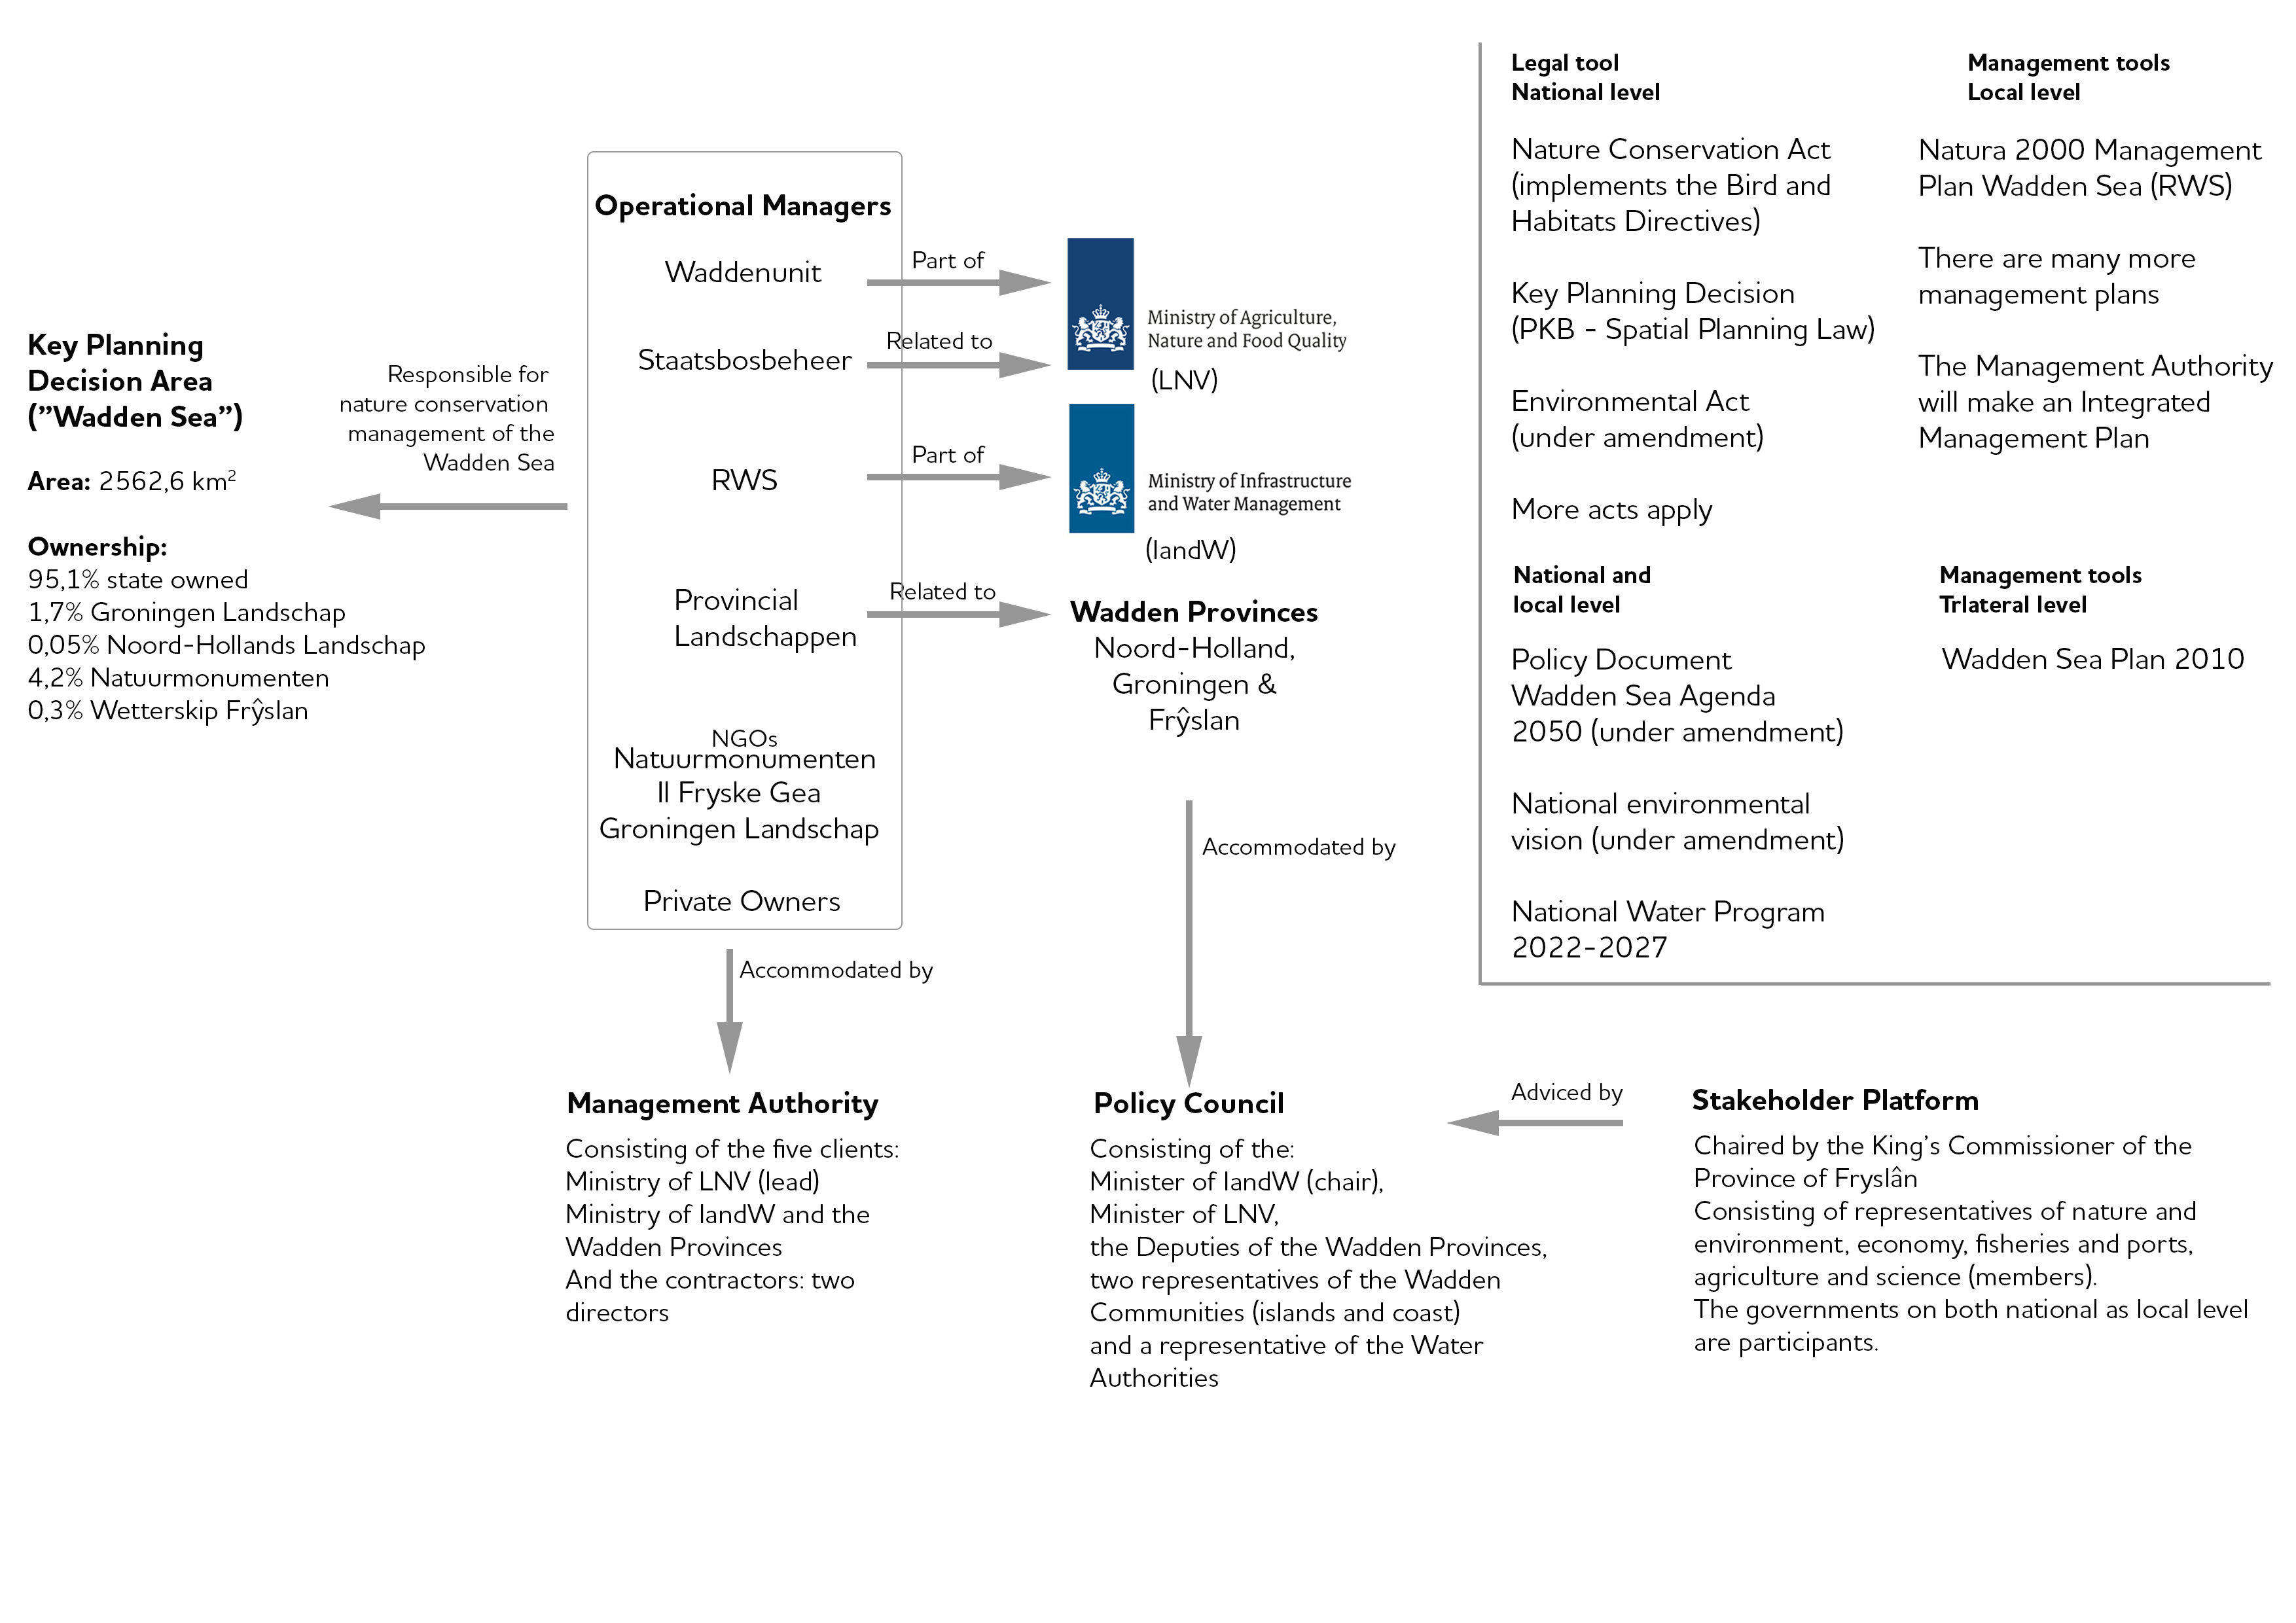 Key Planning
Decision Area
(”Wadden Sea”)
Area: 2562,6 km²
Ownership:
95,1% state owned
1,7% Groningen Landschap
0,05% Noord-Hollands Landschap
4,2% Natuurmonumenten
0,3% Wetterskip Frŷslan
Responsible for
nature conservation
management of the
Wadden Sea
Operational Managers
Waddenunit
Staatsbosbeheer
RWS
Provincial
Landschappen
NGOs
Natuurmonumenten
II Fryske Gea
Groningen Landschap
Private Owners
Part of
Related to
Part of
Related to
Ministry of Agriculture,
Nature and Food Quality
(LNV)
Ministry of Infrastructure
and Water Management
(IandW)
Wadden Provinces
Noord-Holland,
Groningen &
Frŷslan
Accommodated by
Accommodated by
Management Authority
Consisting of the five clients:
Ministry of LNV (lead)
Ministry of IandW and the
Wadden Provinces
And the contractors: two
directors
Policy Council
Consisting of the:
Minister of IandW (chair),
Minister of LNV,
the Deputies of the Wadden Provinces,
two representatives of the Wadden
Communities (islands and coast)
and a representative of the Water
Authorities
Adviced by
Stakeholder Platform
Chaired by the King’s Commissioner of the
Province of Fryslân
Consisting of representatives of nature and
environment, economy, fisheries and ports,
agriculture and science (members).
The governments on both national as local level
are participants.
Legal tool
National level
Nature Conservation Act
(implements the Bird and
Habitats Directives)
Key Planning Decision
(PKB - Spatial Planning Law)
Environmental Act
(under amendment)
More acts apply
Management tools
Local level
Natura 2000 Management
Plan Wadden Sea (RWS)
There are many more
management plans
The Management Authority
will make an Integrated
Management Plan
National and
local level
Policy Document
Wadden Sea Agenda
2050 (under amendment)
National environmental
vision (under amendment)
National Water Program
2022-2027
Management tools
Trlateral level
Wadden Sea Plan 2010